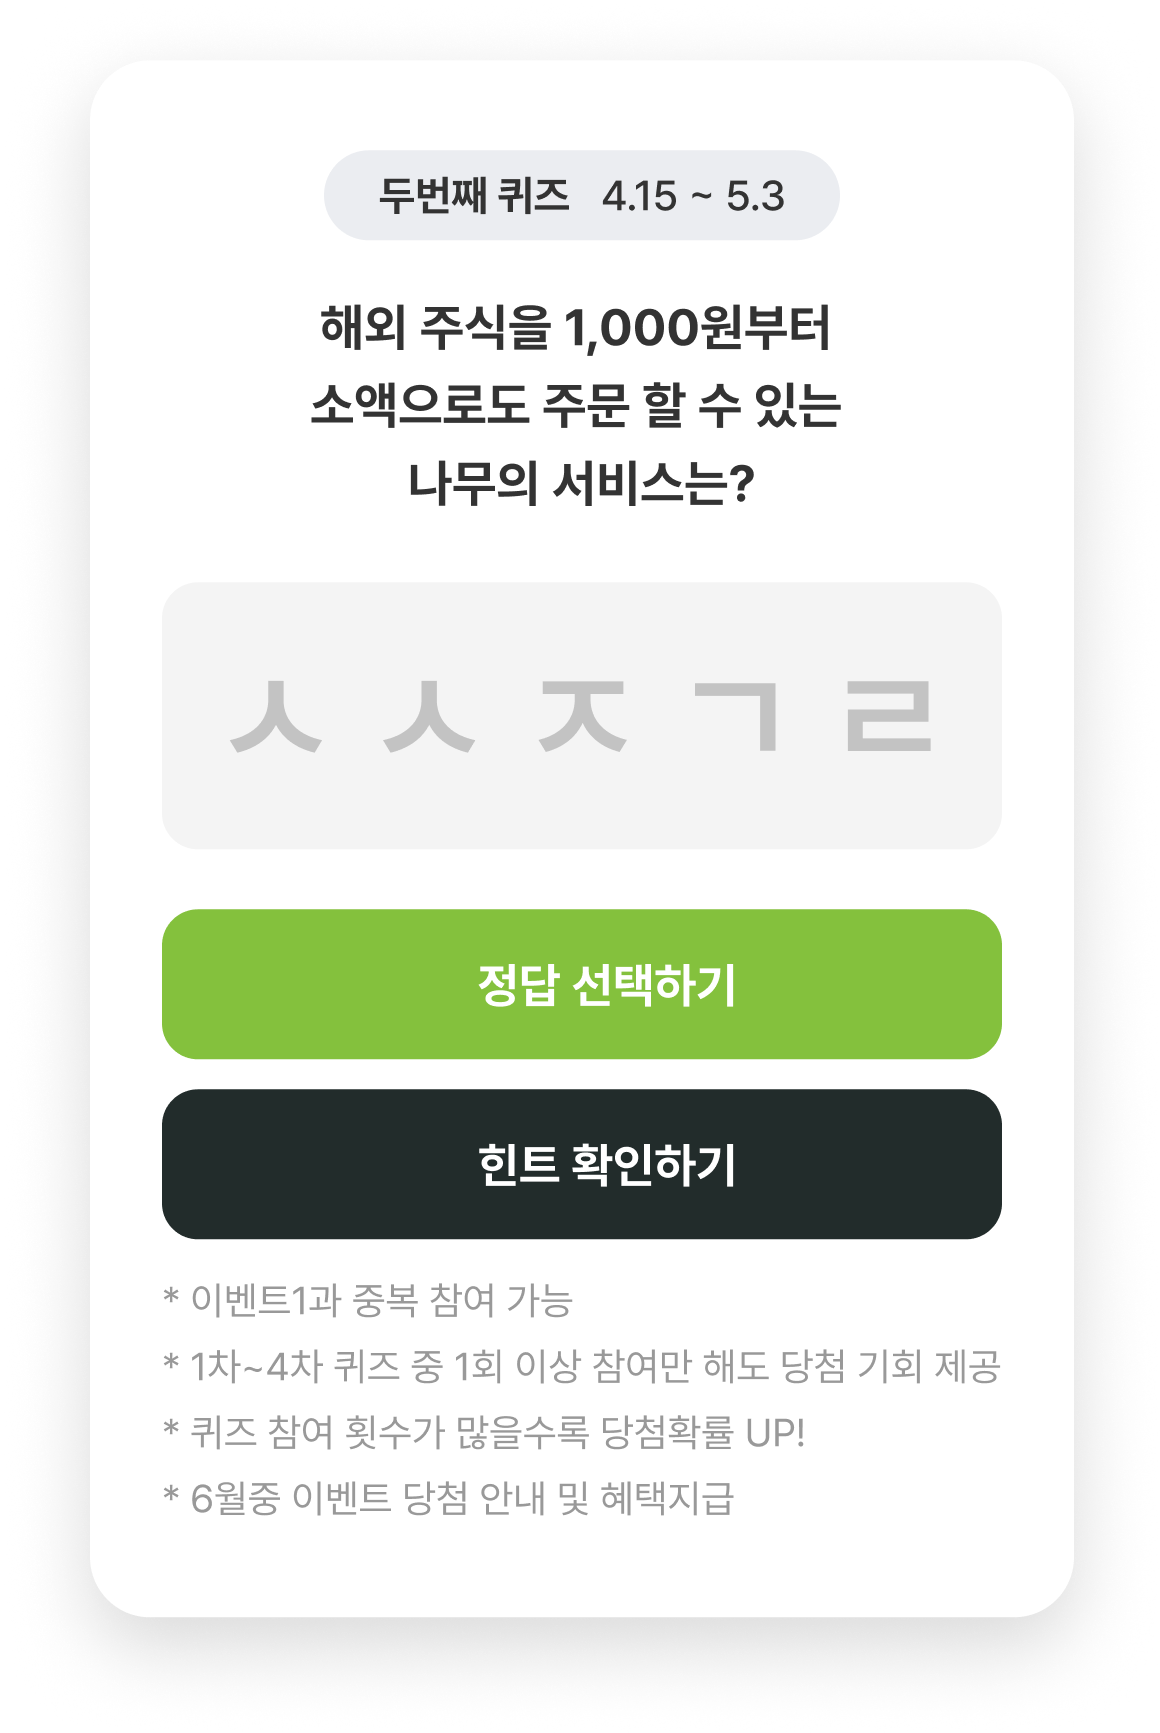 두번째 퀴즈 4.15 ~ 5.3
해외 주식을 1,000원부터
소액으로도 주문 할 수 있는
나무의 서비스는?
ㅅ ㅅ ㅈ ㄱ ㄹ
정답 선택하기
힌트 확인하기
* 이벤트1과 중복 참여 가능
* 1차~4차 퀴즈 중 1회 이상 참여만 해도 당첨 기회 제공
* 퀴즈 참여 횟수가 많을수록 당첨확률 UP!
* 6월중 이벤트 당첨 안내 및 혜택지급